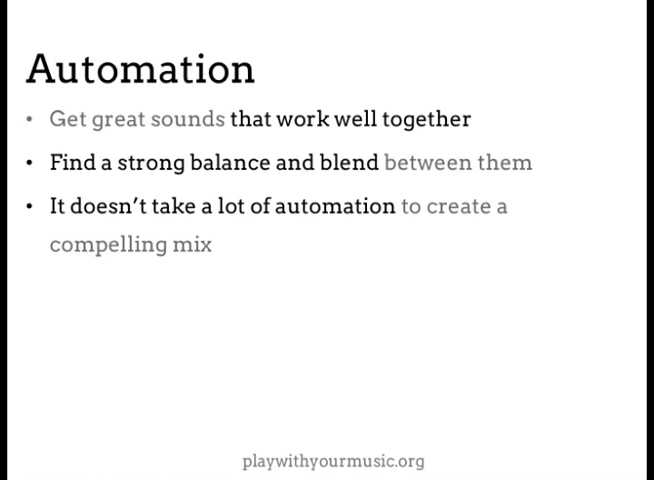 Automation
• Get great sounds that work well together
• Find a strong balance and blend between them
• It doesn't take a lot of automation to create a
compelling mix
playwithyourmusic.org